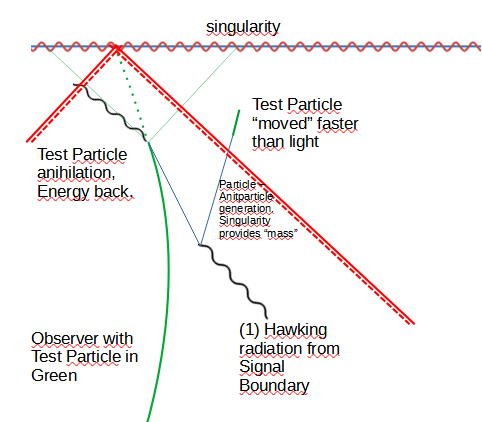 singularity
Test Particle
“moved” faster
than light
Test Particle
anihilation,
Energy back.
Particle –
Anitparticle
generation.
Singularity
provides “mass”
(1) Hawking
radiation from
Signal
Boundary
Observer with
Test Particle in
Green